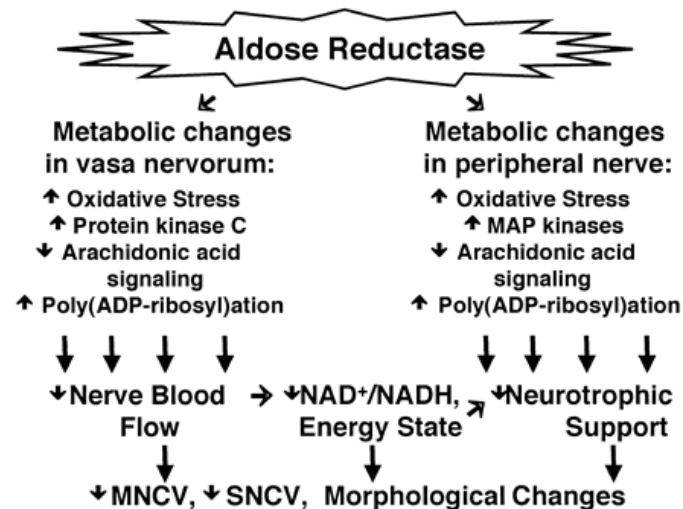 Aldose Reductase
Metabolic changes
in vasa nervorum:
↑ Oxidative Stress
↑ Protein kinase C
↓ Arachidonic acid
signaling
↑ Poly(ADP-ribosyl)ation
Metabolic changes
in peripheral nerve:
↑ Oxidative Stress
↑ MAP kinases
↓ Arachidonic acid
signaling
↑ Poly(ADP-ribosyl)ation
↓Nerve Blood
Flow
↓NAD⁺/NADH,
Energy State
↓Neurotrophic
Support
↓MNCV, ↓ SNCV, Morphological Changes